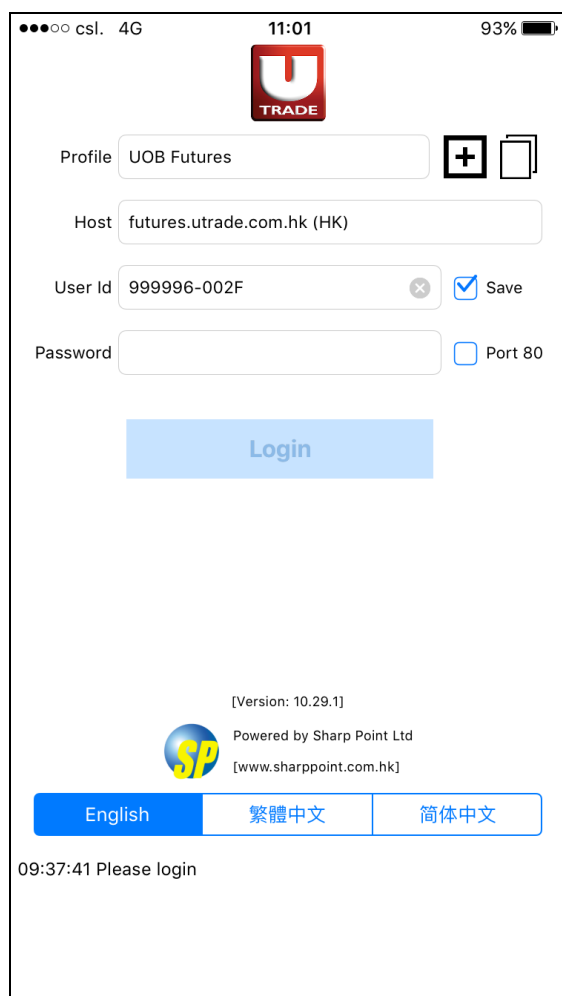 csl. 4G 11:01 93%
U
TRADE
Profile UOB Futures
Host futures.utrade.com.hk (HK)
User Id 999996-002F Save
Password Port 80
Login
[Version: 10.29.1]
SP
Powered by Sharp Point Ltd
[www.sharppoint.com.hk]
English 繁體中文 简体中文
09:37:41 Please login